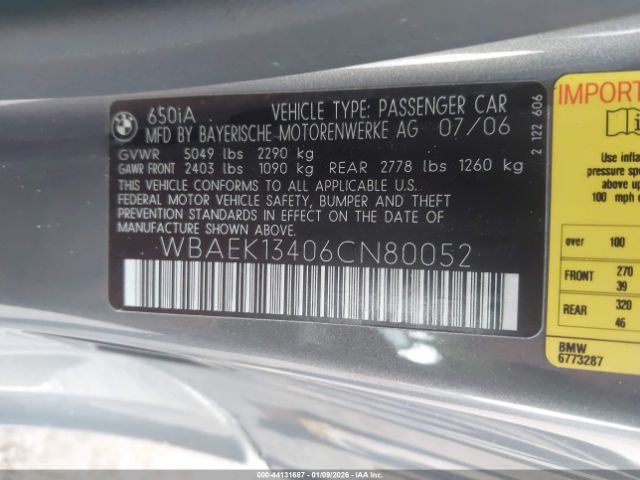 BMW
650iA VEHICLE TYPE: PASSENGER CAR
MFD BY BAYERISCHE MOTORENWERKE AG 07/06
GVWR 5049 lbs 2290 kg
GAWR FRONT 2403 lbs 1090 kg REAR 2778 lbs 1260 kg
THIS VEHICLE CONFORMS TO ALL APPLICABLE U.S.
FEDERAL MOTOR VEHICLE SAFETY, BUMPER AND THEFT
PREVENTION STANDARDS IN EFFECT ON THE DATE OF
MANUFACTURE SHOWN ABOVE.
WBAEK13406CN80052
2 122 606
IMPORT
Use inflat
pressure spe
above up
100 mph o
over 100
FRONT 270
39
REAR 320
46
BMW
6773287
000-44131687 - 01/09/2026 - IAAI.COM